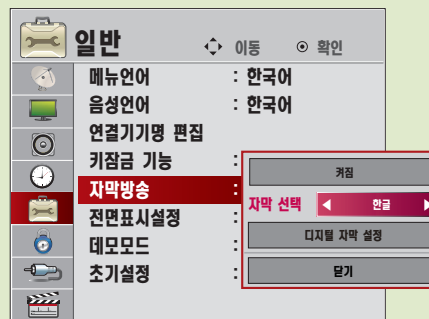 일반 이동 확인
메뉴언어 : 한국어
음성언어 : 한국어
연결기기명 편집
키잠금 기능 :
자막방송 :
전면표시설정 :
데모모드 :
초기설정 :
켜짐
자막 선택 ◀ 한글 ▶
디지털 자막 설정
닫기